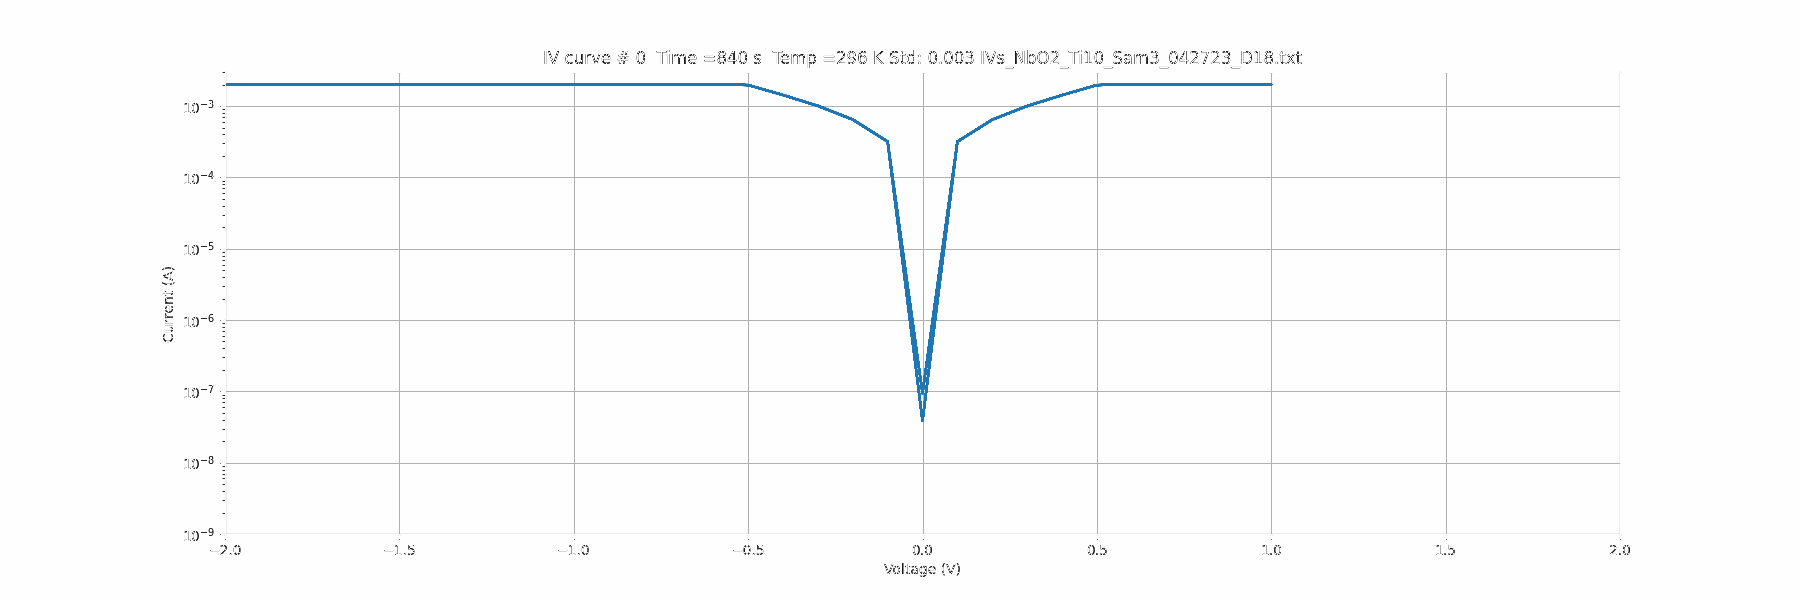 IV curve # 0 Time =840 s Temp =296 K Std: 0.003 IVs_NbO2_Ti10_Sam3_042723_D18.txt
Current (A)
10⁻³
10⁻⁴
10⁻⁵
10⁻⁶
10⁻⁷
10⁻⁸
10⁻⁹
−2.0 −1.5 −1.0 −0.5 0.0 0.5 1.0 1.5 2.0
Voltage (V)